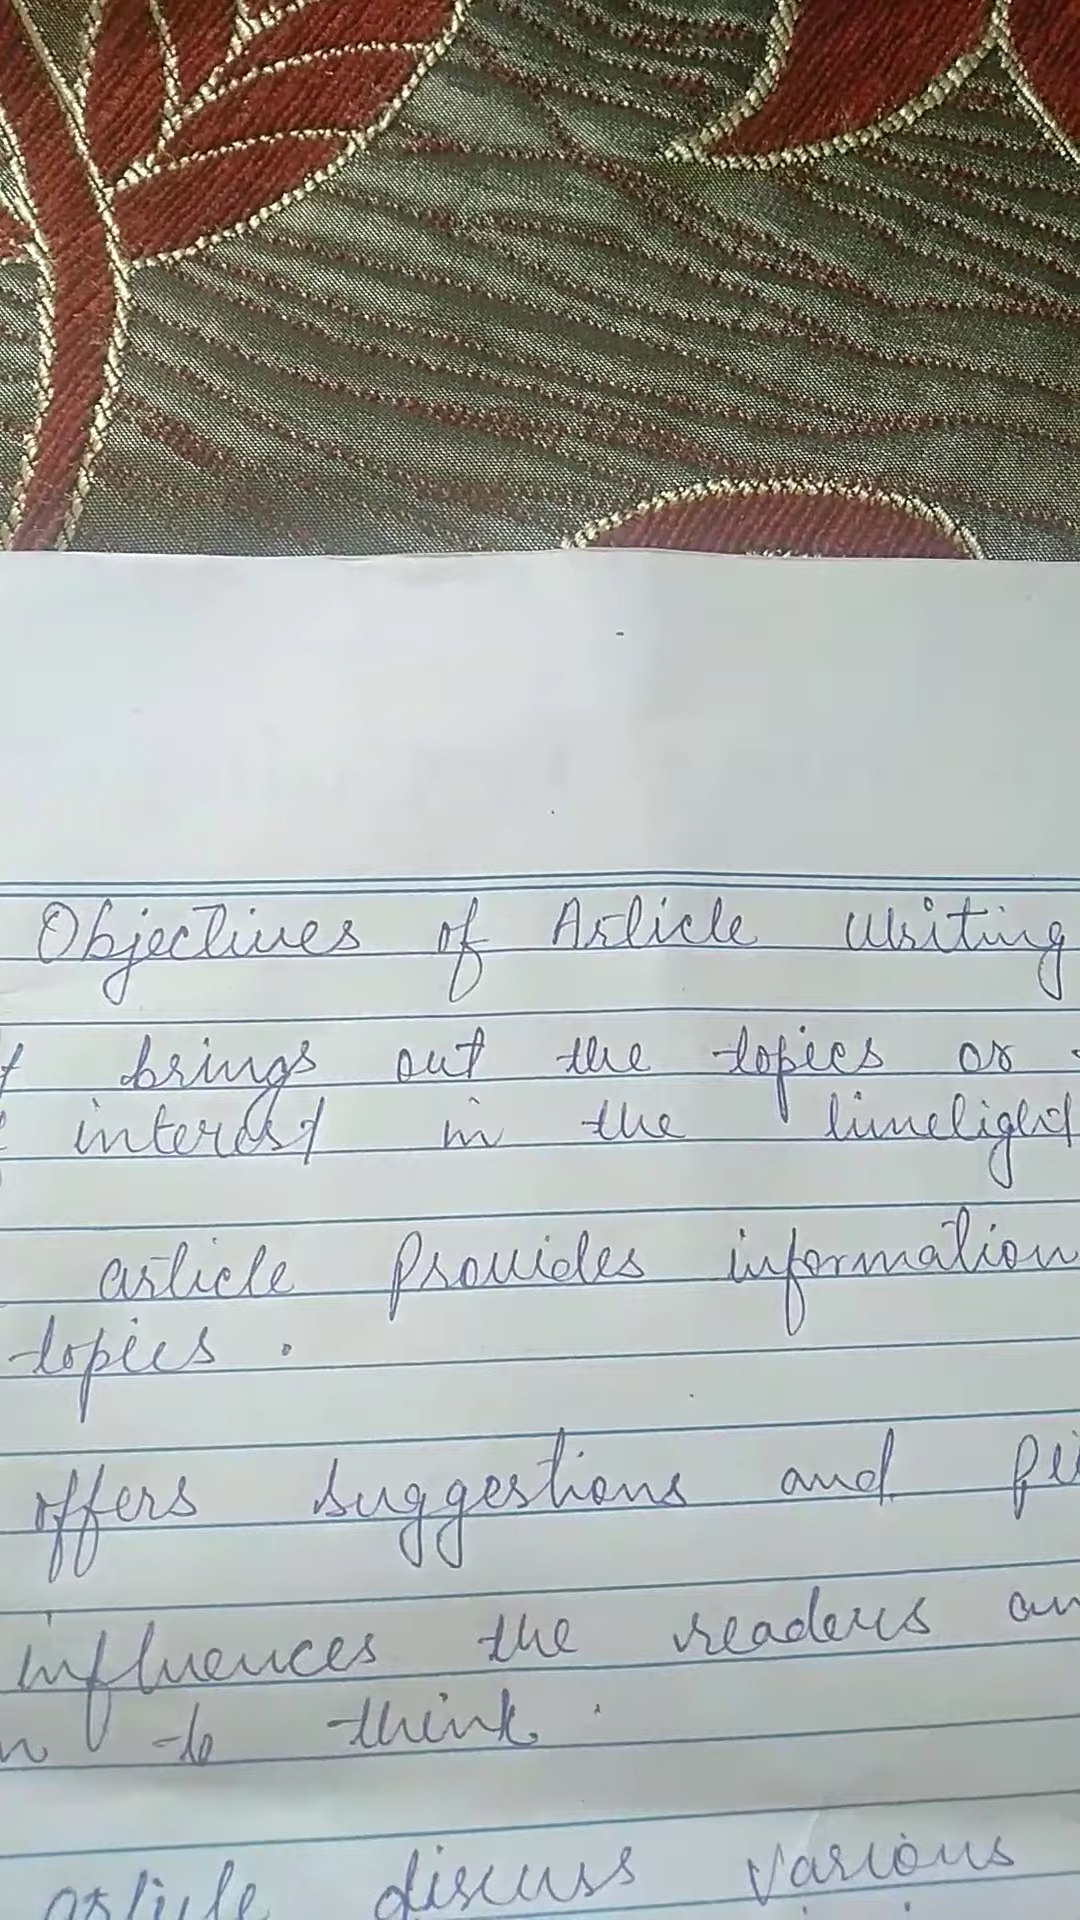 Objectives of Article Writing
brings out the topics or
interest in the limelight
article provides information
topics .
offers suggestions and
influences the readers
to think .
article discuss various